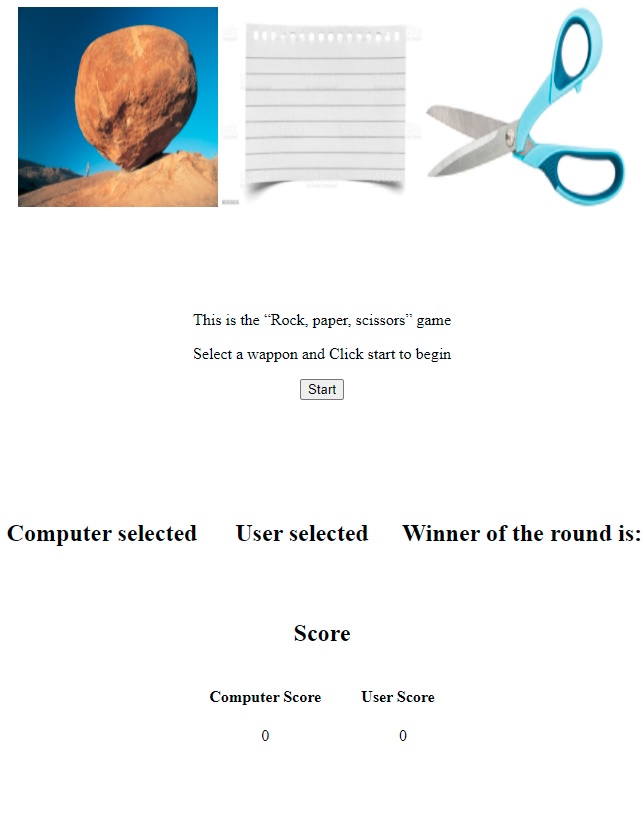 This is the “Rock, paper, scissors” game
Select a wappon and Click start to begin
Start
Computer selected User selected Winner of the round is:
Score
Computer Score User Score
0 0